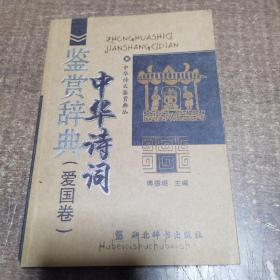 ZHONGHUASHICI
JIANSHANGCIDIAN
中华诗文鉴赏典丛
中华诗词
鉴赏辞典
(爱国卷)
傅德岷 主编
湖北辞书出版社
Hubeicishuchubanshe